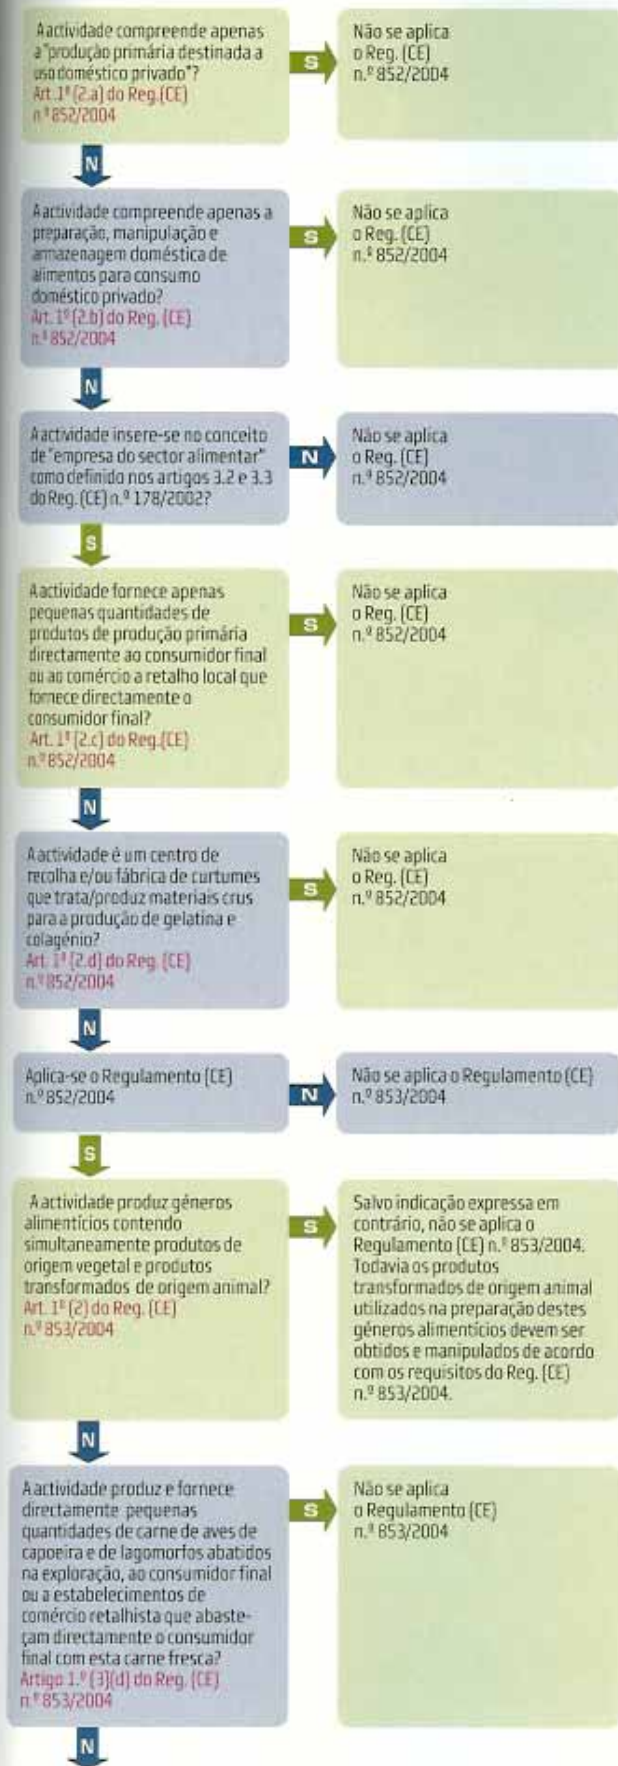 A actividade compreende apenas
a "produção primária destinada a
uso doméstico privado"?
Art. 1º (2.a) do Reg.(CE)
n.º 852/2004
S
Não se aplica
o Reg. (CE)
n.º 852/2004
N
A actividade compreende apenas a
preparação, manipulação e
armazenagem doméstica de
alimentos para consumo
doméstico privado?
Art. 1º (2.b) do Reg. (CE)
n.º 852/2004
S
Não se aplica
o Reg. (CE)
n.º 852/2004
N
A actividade insere-se no conceito
de "empresa do sector alimentar"
como definido nos artigos 3.2 e 3.3
do Reg. (CE) n.º 178/2002?
N
Não se aplica
o Reg. (CE)
n.º 852/2004
S
A actividade fornece apenas
pequenas quantidades de
produtos de produção primária
directamente ao consumidor final
ou ao comércio a retalho local que
fornece directamente o
consumidor final?
Art. 1º (2.c) do Reg.(CE)
n.º 852/2004
S
Não se aplica
o Reg. (CE)
n.º 852/2004
N
A actividade é um centro de
recolha e/ou fábrica de curtumes
que trata/produz materiais crus
para a produção de gelatina e
colagénio?
Art. 1º (2.d) do Reg. (CE)
n.º 852/2004
S
Não se aplica
o Reg. (CE)
n.º 852/2004
N
Aplica-se o Regulamento (CE)
n.º 852/2004
N
Não se aplica o Regulamento (CE)
n.º 853/2004
S
A actividade produz géneros
alimentícios contendo
simultaneamente produtos de
origem vegetal e produtos
transformados de origem animal?
Art. 1º (2) do Reg. (CE)
n.º 853/2004
S
Salvo indicação expressa em
contrário, não se aplica o
Regulamento (CE) n.º 853/2004.
Todavia os produtos
transformados de origem animal
utilizados na preparação destes
géneros alimentícios devem ser
obtidos e manipulados de acordo
com os requisitos do Reg. (CE)
n.º 853/2004.
N
A actividade produz e fornece
directamente pequenas
quantidades de carne de aves de
capoeira e de lagomorfos abatidos
na exploração, ao consumidor final
ou a estabelecimentos de
comércio retalhista que abaste-
çam directamente o consumidor
final com esta carne fresca?
Artigo 1.º (3)(d) do Reg. (CE)
n.º 853/2004
S
Não se aplica
o Regulamento (CE)
n.º 853/2004
N